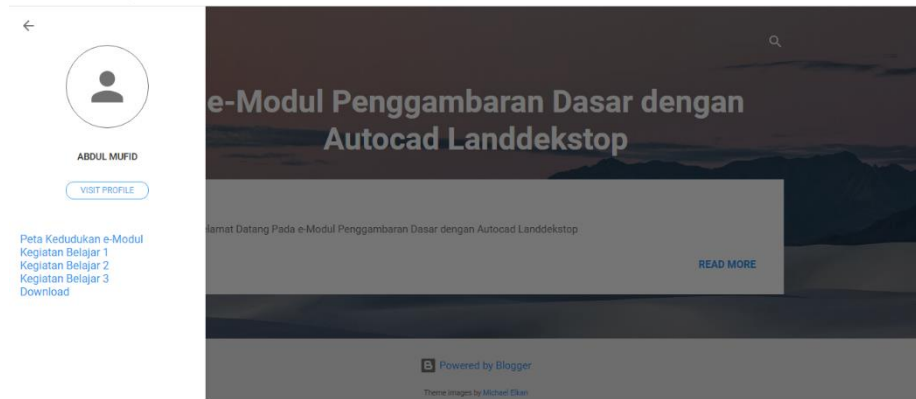 ABDUL MUFID
VISIT PROFILE
Peta Kedudukan e-Modul
Kegiatan Belajar 1
Kegiatan Belajar 2
Kegiatan Belajar 3
Download
e-Modul Penggambaran Dasar dengan
Autocad Landdekstop
elamat Datang Pada e-Modul Penggambaran Dasar dengan Autocad Landdekstop
READ MORE
Powered by Blogger
Theme images by Michael Elkan